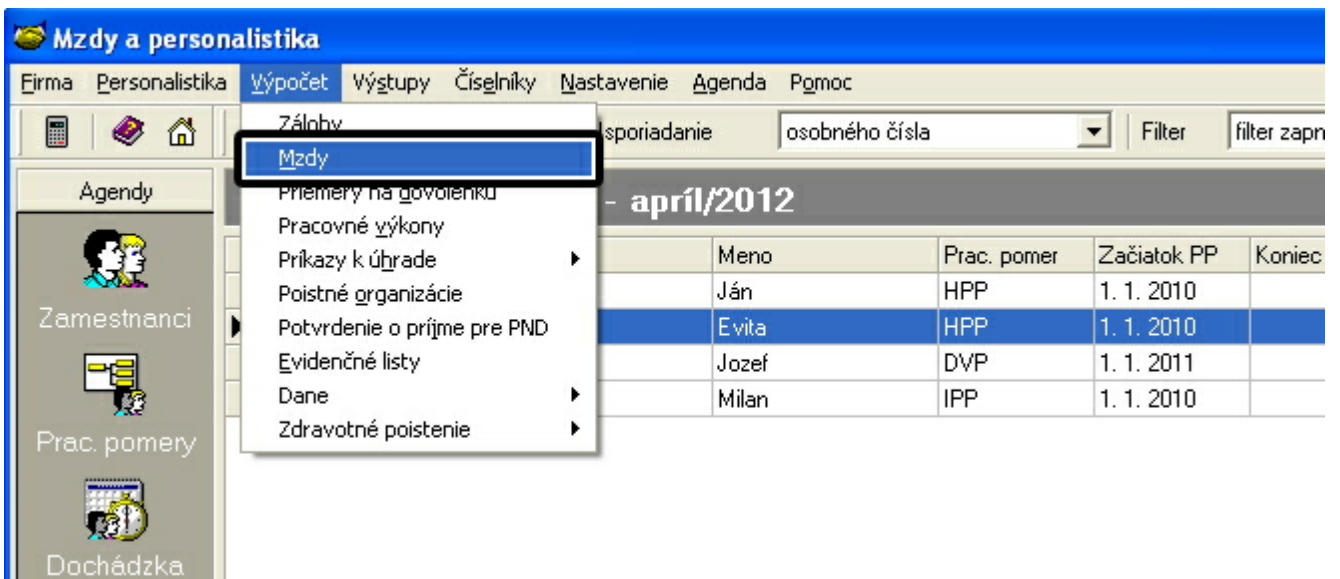 Mzdy a personalistika
Firma Personalistika Výpočet Výstupy Číselníky Nastavenie Agenda Pomoc
Zálohy
Mzdy
Priemery na dovolenku
Pracovné výkony
Príkazy k úhrade
Poistné organizácie
Potvrdenie o príjme pre PND
Evidenčné listy
Dane
Zdravotné poistenie
osobného čísla Filter filter zapn
Agendy
Zamestnanci
Prac. pomery
Dochádzka
- apríl/2012
Meno Prac. pomer Začiatok PP Koniec
Ján HPP 1. 1. 2010
Evita HPP 1. 1. 2010
Jozef DVP 1. 1. 2011
Milan IPP 1. 1. 2010